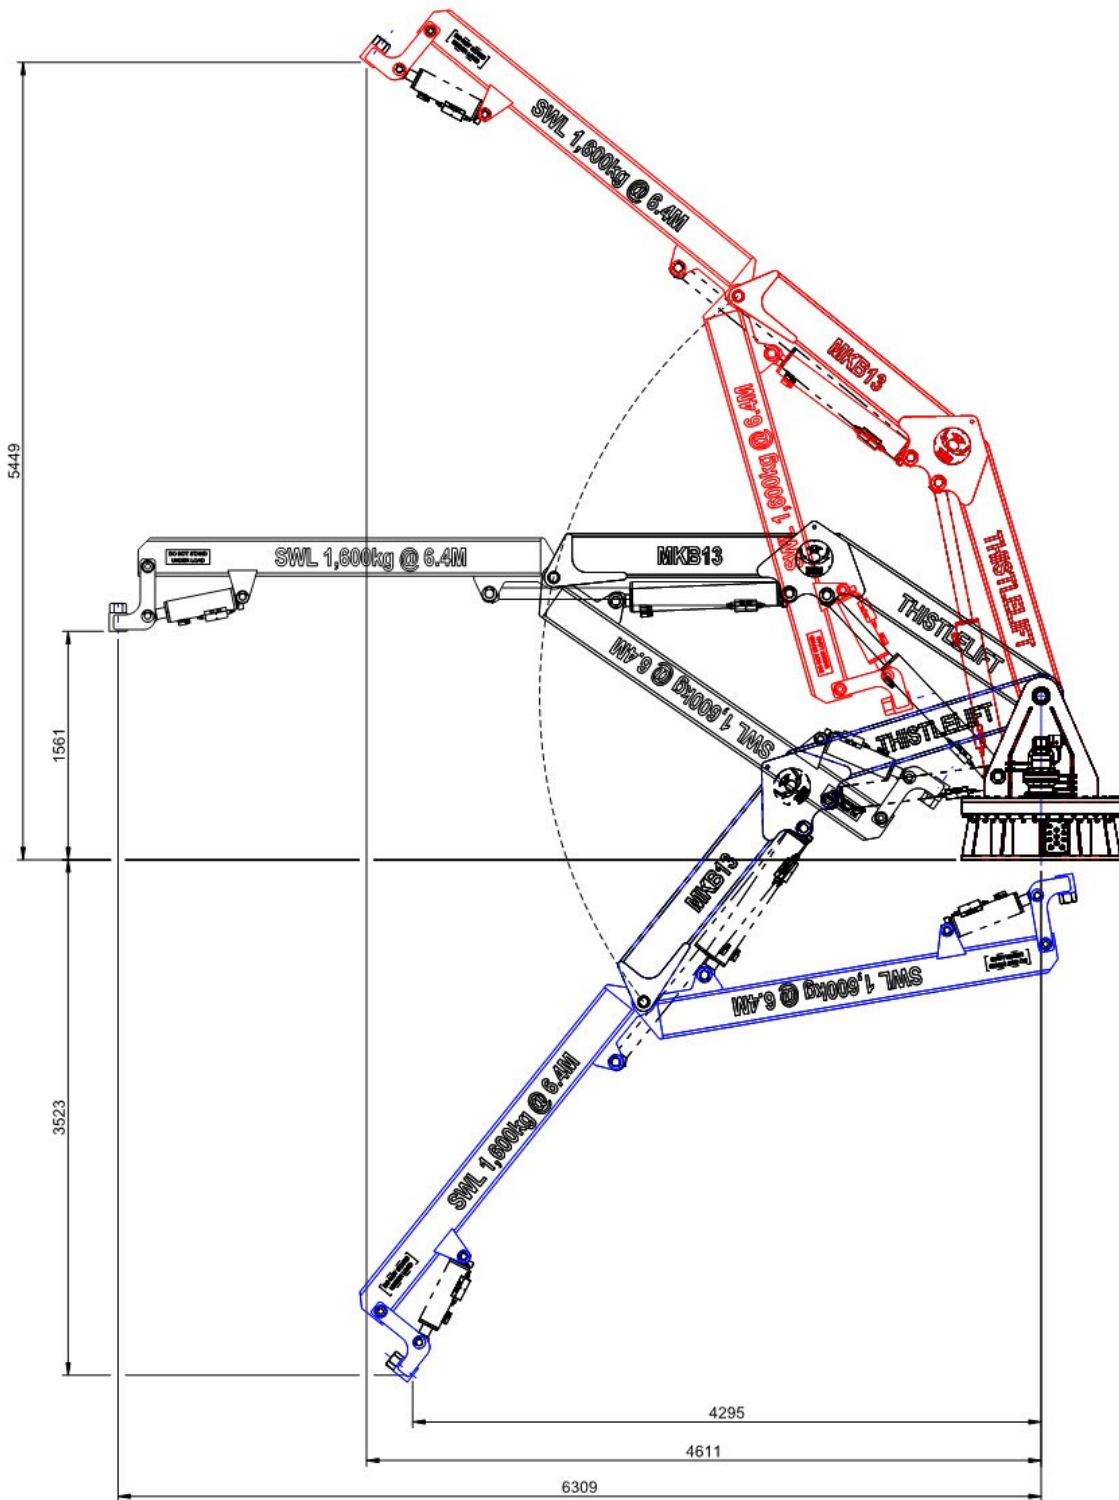 SWL 1,600kg @ 6.4M
5449
MKB13
SWL 1,600kg @ 6.4M
THISTLELIFT
DO NOT STAND
UNDER LOAD
SWL 1,600kg @ 6.4M
MKB13
THISTLELIFT
SWL 1,600kg @ 6.4M
THISTLELIFT
1561
MKB13
SWL 1,600kg @ 6.4M
SWL 1,600kg @ 6.4M
3523
4295
4611
6309